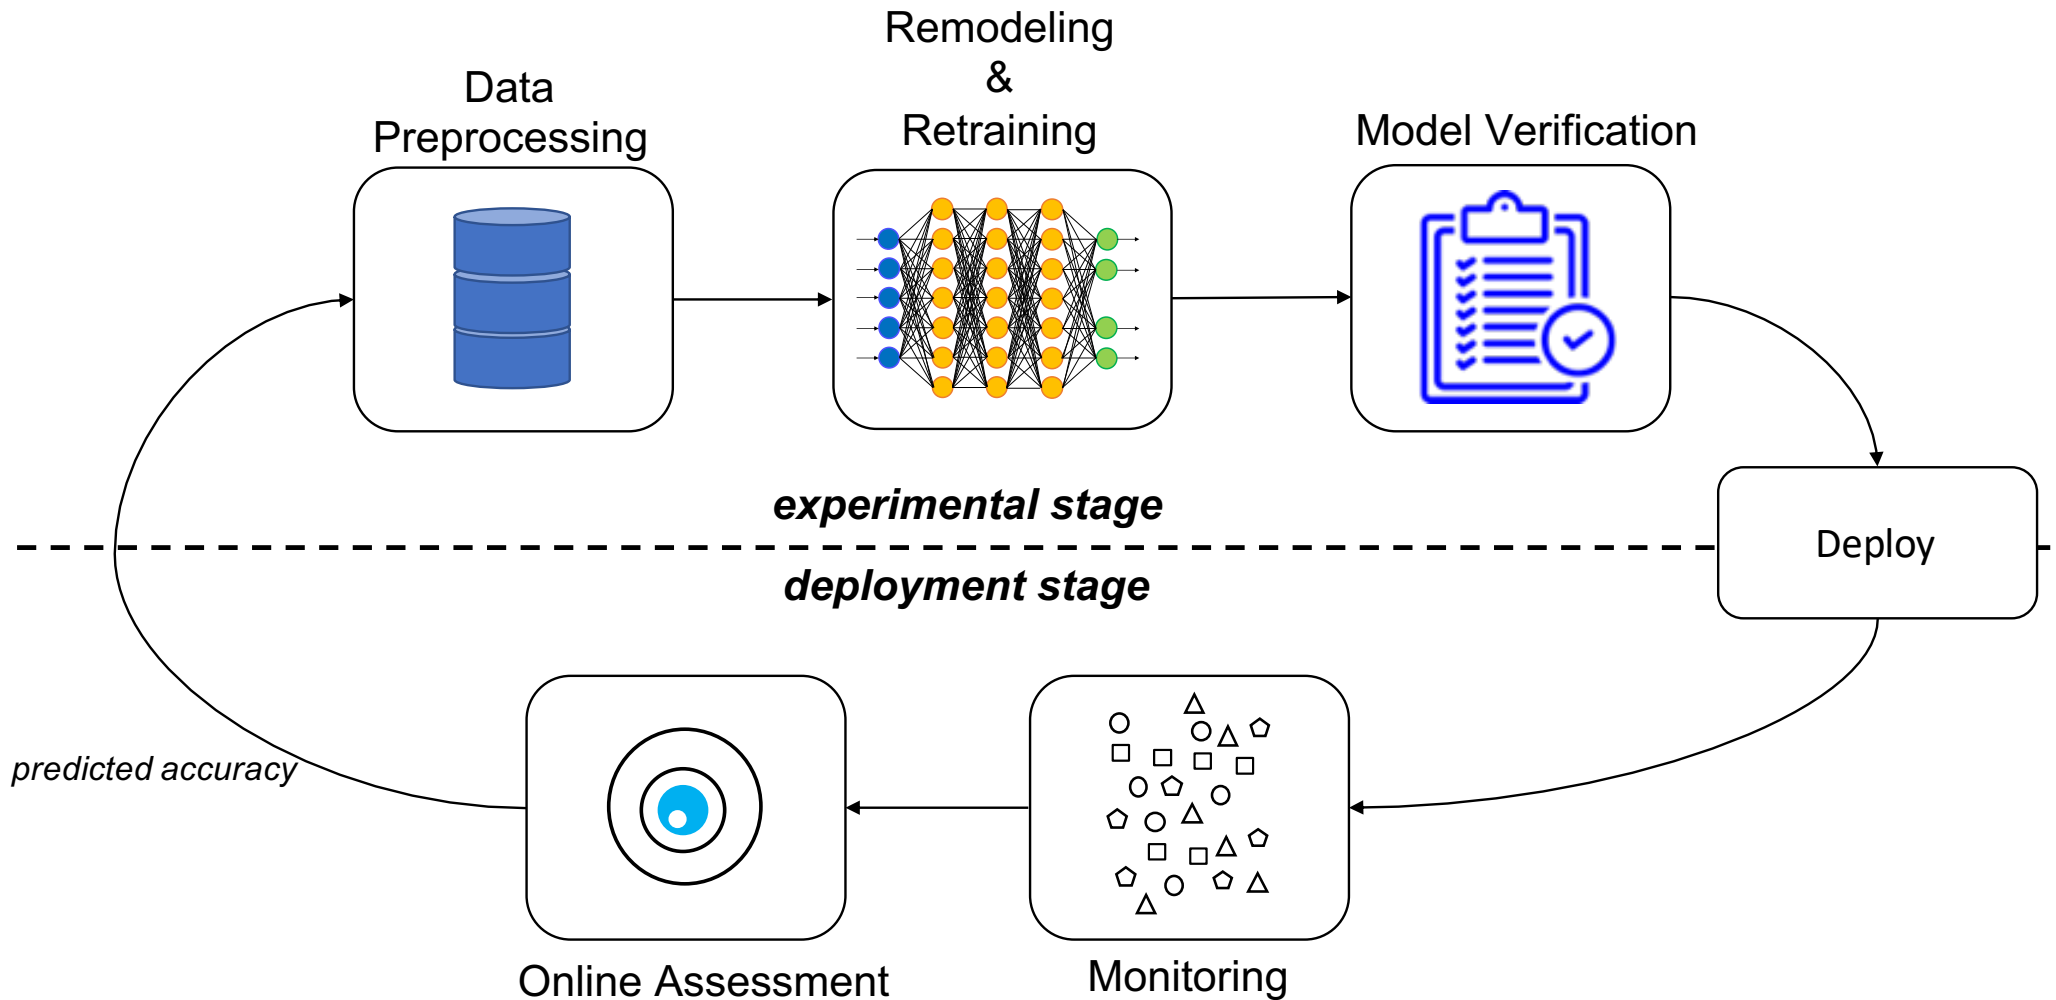 Data
Preprocessing
Remodeling
&
Retraining
Model Verification
experimental stage
Deploy
deployment stage
predicted accuracy
Online Assessment
Monitoring